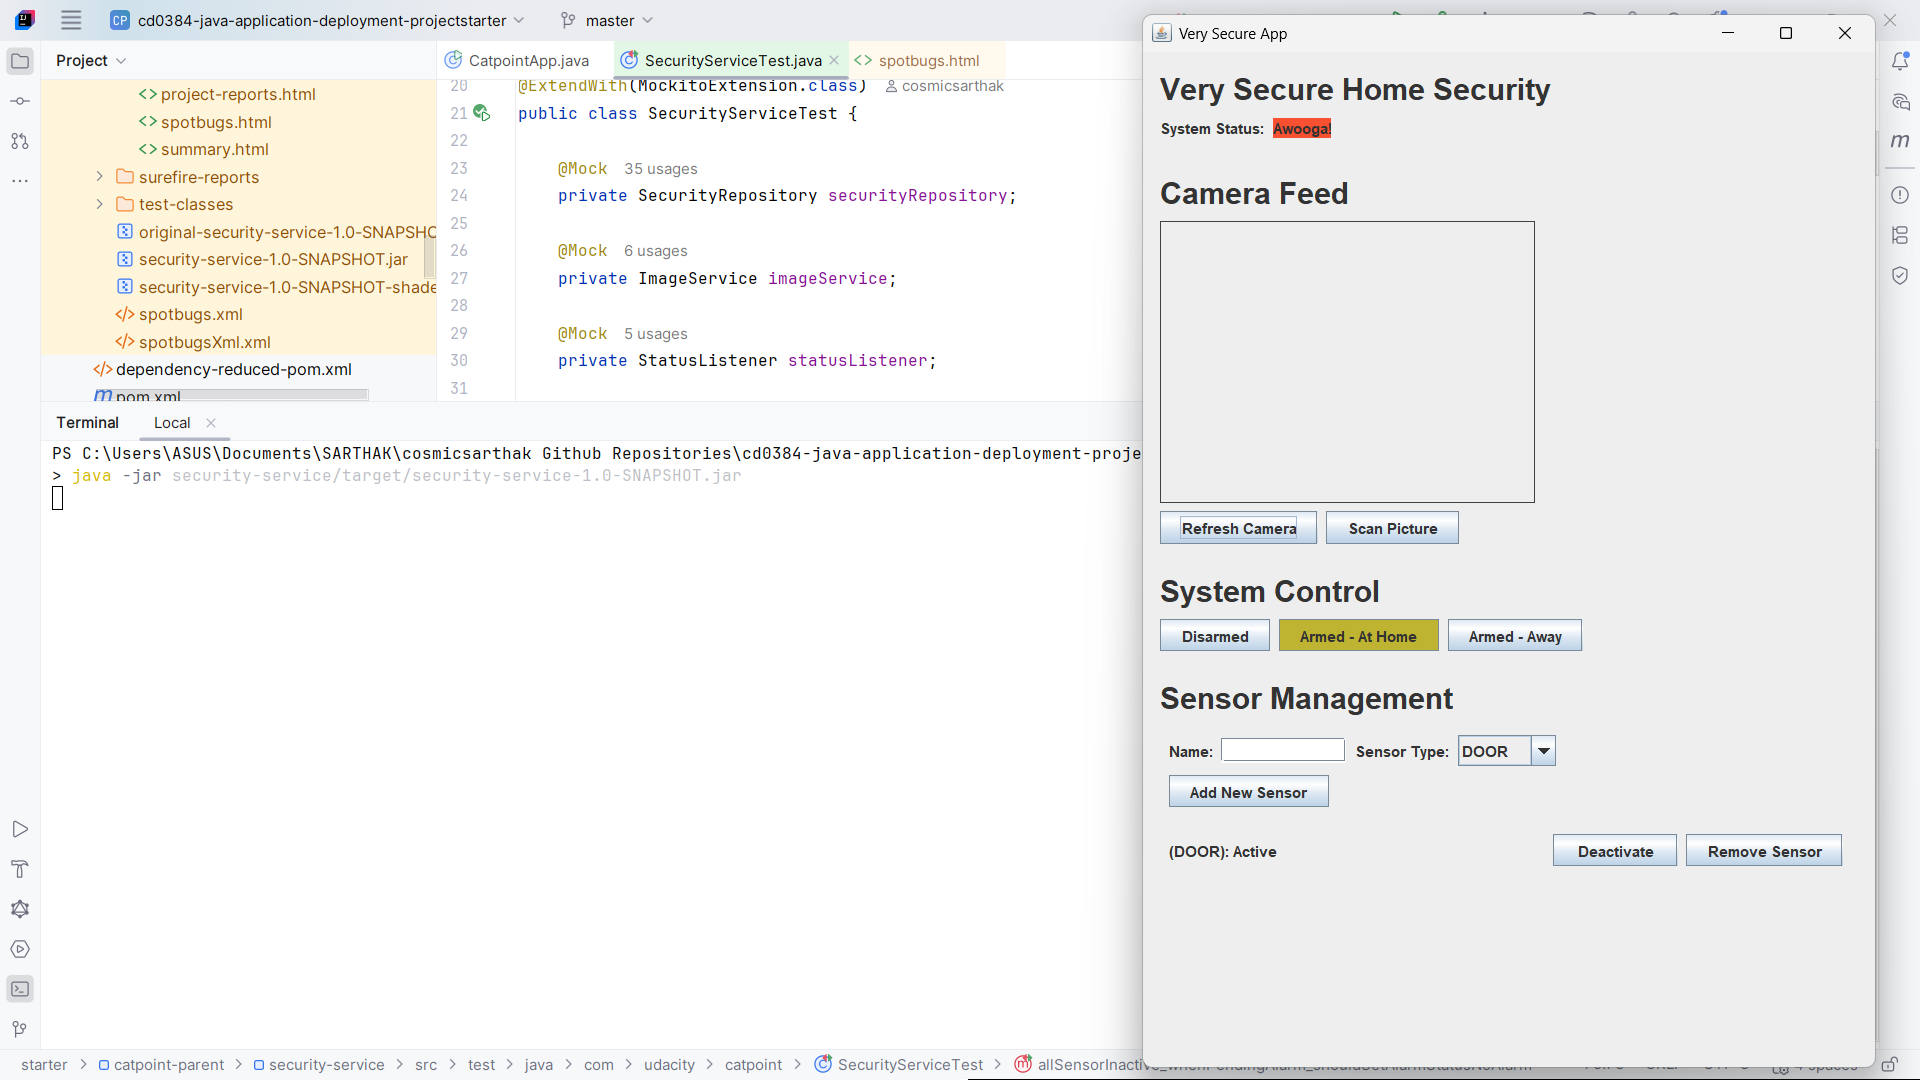 CP cd0384-java-application-deployment-projectstarter master
Project
project-reports.html
spotbugs.html
summary.html
surefire-reports
test-classes
original-security-service-1.0-SNAPSHO
security-service-1.0-SNAPSHOT.jar
security-service-1.0-SNAPSHOT-shade
spotbugs.xml
spotbugsXml.xml
dependency-reduced-pom.xml
pom.xml
CatpointApp.java SecurityServiceTest.java spotbugs.html
20 @ExtendWith(MockitoExtension.class) cosmicsarthak
21 public class SecurityServiceTest {
22
23 @Mock 35 usages
24 private SecurityRepository securityRepository;
25
26 @Mock 6 usages
27 private ImageService imageService;
28
29 @Mock 5 usages
30 private StatusListener statusListener;
31
Terminal Local
PS C:\Users\ASUS\Documents\SARTHAK\cosmicsarthak Github Repositories\cd0384-java-application-deployment-proje
> java -jar security-service/target/security-service-1.0-SNAPSHOT.jar
starter > catpoint-parent > security-service > src > test > java > com > udacity > catpoint > SecurityServiceTest > allSensorInactive_whenPendingAlarm_shouldSetAlarmStatusNoAlarm
4 spaces
Very Secure App
Very Secure Home Security
System Status: Awooga!
Camera Feed
Refresh Camera Scan Picture
System Control
Disarmed Armed - At Home Armed - Away
Sensor Management
Name: Sensor Type: DOOR
Add New Sensor
(DOOR): Active Deactivate Remove Sensor